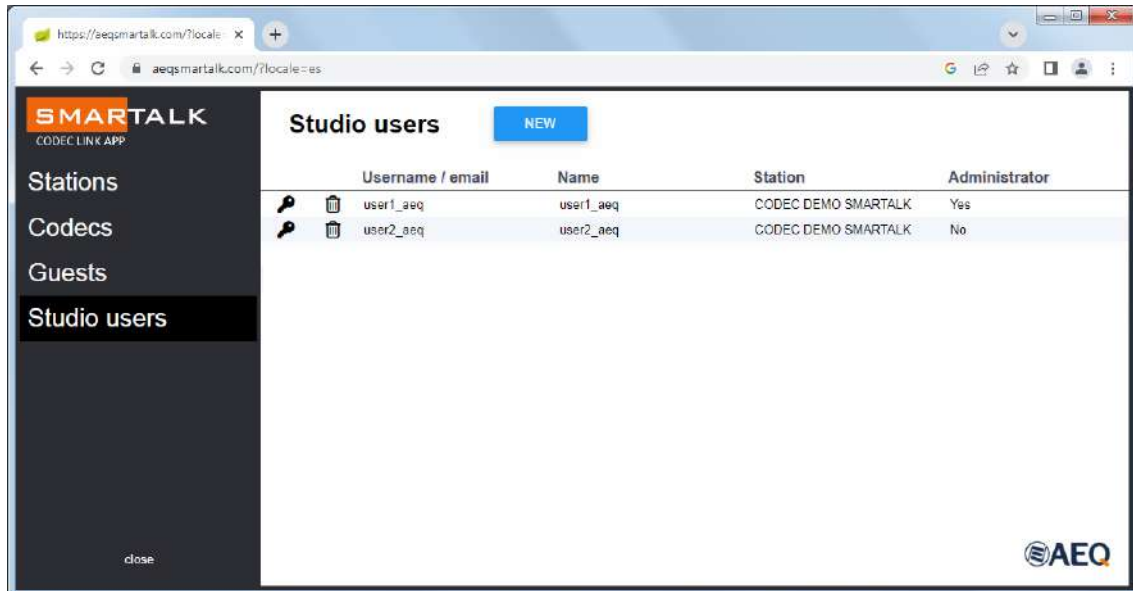 https://aeqsmartalk.com/?locale=
aeqsmartalk.com/?locale=es
SMARTALK
CODEC LINK APP
Studio users
NEW
Stations
Codecs
Guests
Studio users
Username / email Name Station Administrator
user1_aeq user1_aeq CODEC DEMO SMARTALK Yes
user2_aeq user2_aeq CODEC DEMO SMARTALK No
close
AEQ